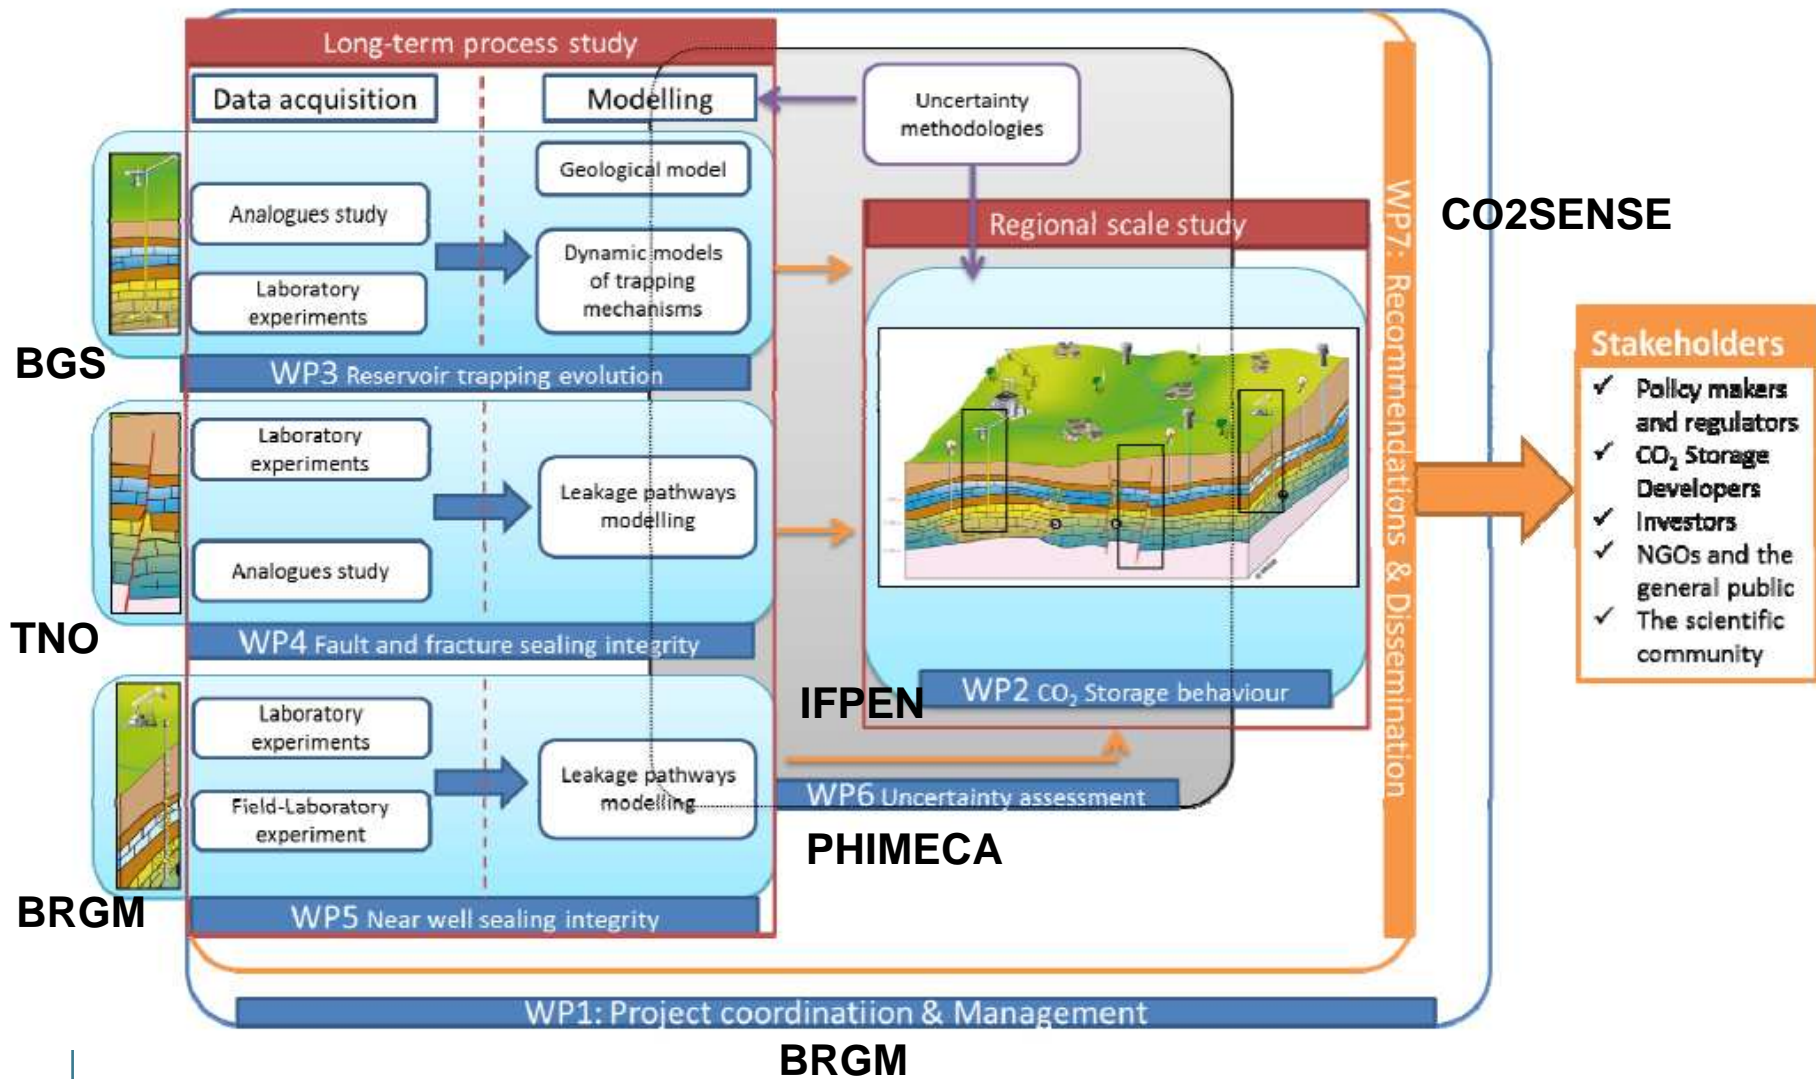 Long-term process study
Data acquisition
Modelling
Uncertainty
methodologies
Geological model
Analogues study
Dynamic models
of trapping
mechanisms
Laboratory
experiments
BGS
WP3 Reservoir trapping evolution
Laboratory
experiments
Leakage pathways
modelling
Analogues study
TNO
WP4 Fault and fracture sealing integrity
Laboratory
experiments
Leakage pathways
modelling
Field-Laboratory
experiment
BRGM
WP5 Near well sealing integrity
Regional scale study
IFPEN
WP2 CO₂ Storage behaviour
WP6 Uncertainty assessment
PHIMECA
WP7: Recommendations & Dissemination
CO2SENSE
Stakeholders
✓ Policy makers
and regulators
✓ CO₂ Storage
Developers
✓ Investors
✓ NGOs and the
general public
✓ The scientific
community
WP1: Project coordinatiion & Management
BRGM